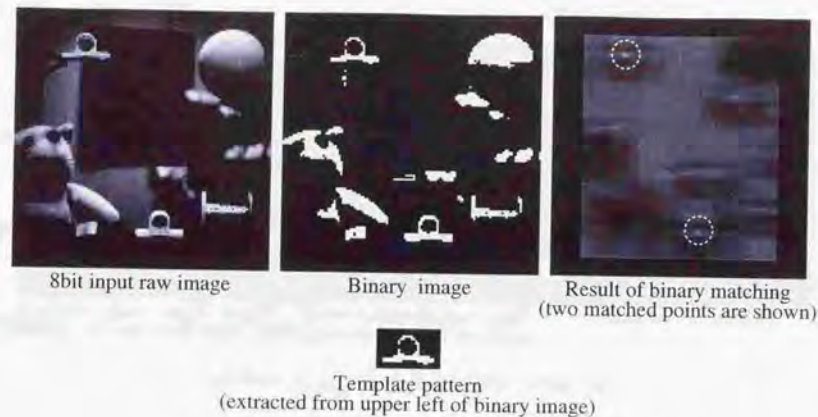 8bit input raw image
Binary image
Result of binary matching
(two matched points are shown)
Template pattern
(extracted from upper left of binary image)